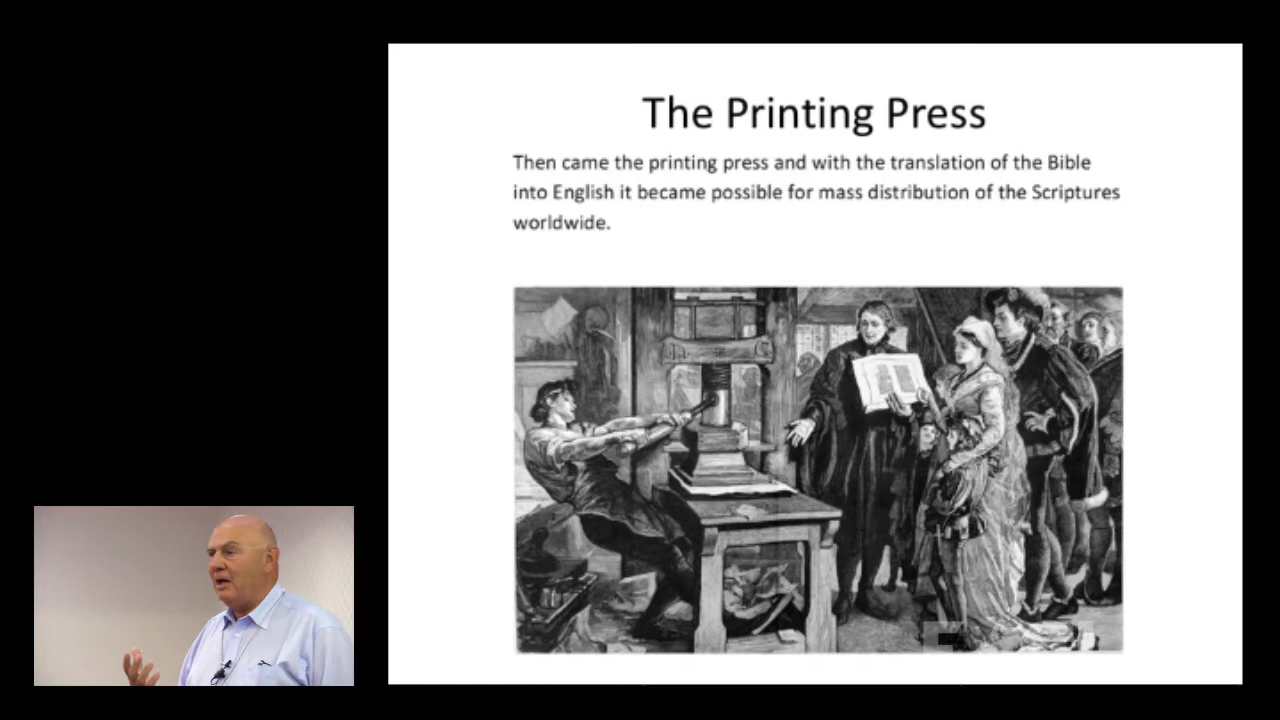 The Printing Press
Then came the printing press and with the translation of the Bible
into English it became possible for mass distribution of the Scriptures
worldwide.